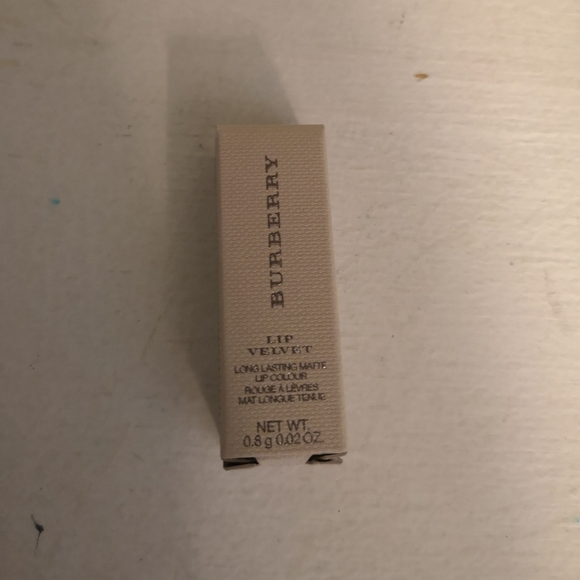 BURBERRY
LIP
VELVET
LONG LASTING MATTE
LIP COLOUR
ROUGE À LÈVRES
MAT LONGUE TENUE
NET WT.
0.8 g 0.02 OZ.